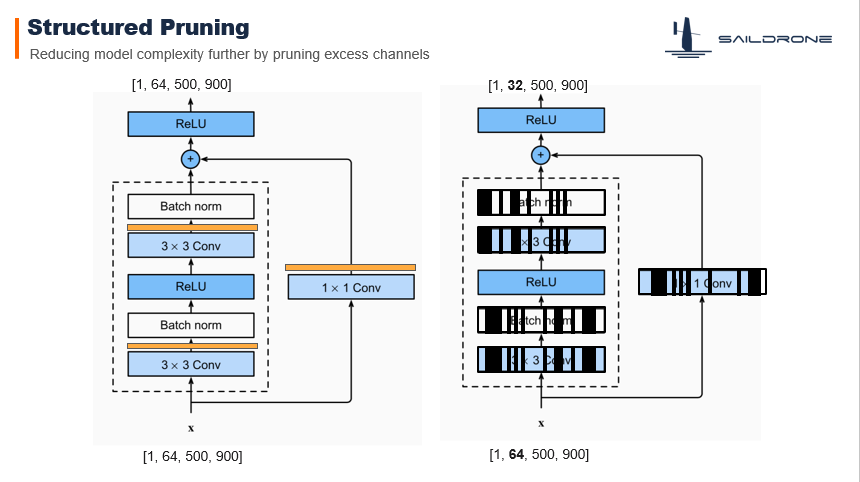 Structured Pruning
Reducing model complexity further by pruning excess channels
SAILDRONE
[1, 64, 500, 900]
ReLU
+
Batch norm
3 × 3 Conv
ReLU
1 × 1 Conv
Batch norm
3 × 3 Conv
x
[1, 64, 500, 900]
[1, 32, 500, 900]
ReLU
+
Batch norm
3 × 3 Conv
ReLU
1 × 1 Conv
Batch norm
3 × 3 Conv
x
[1, 64, 500, 900]